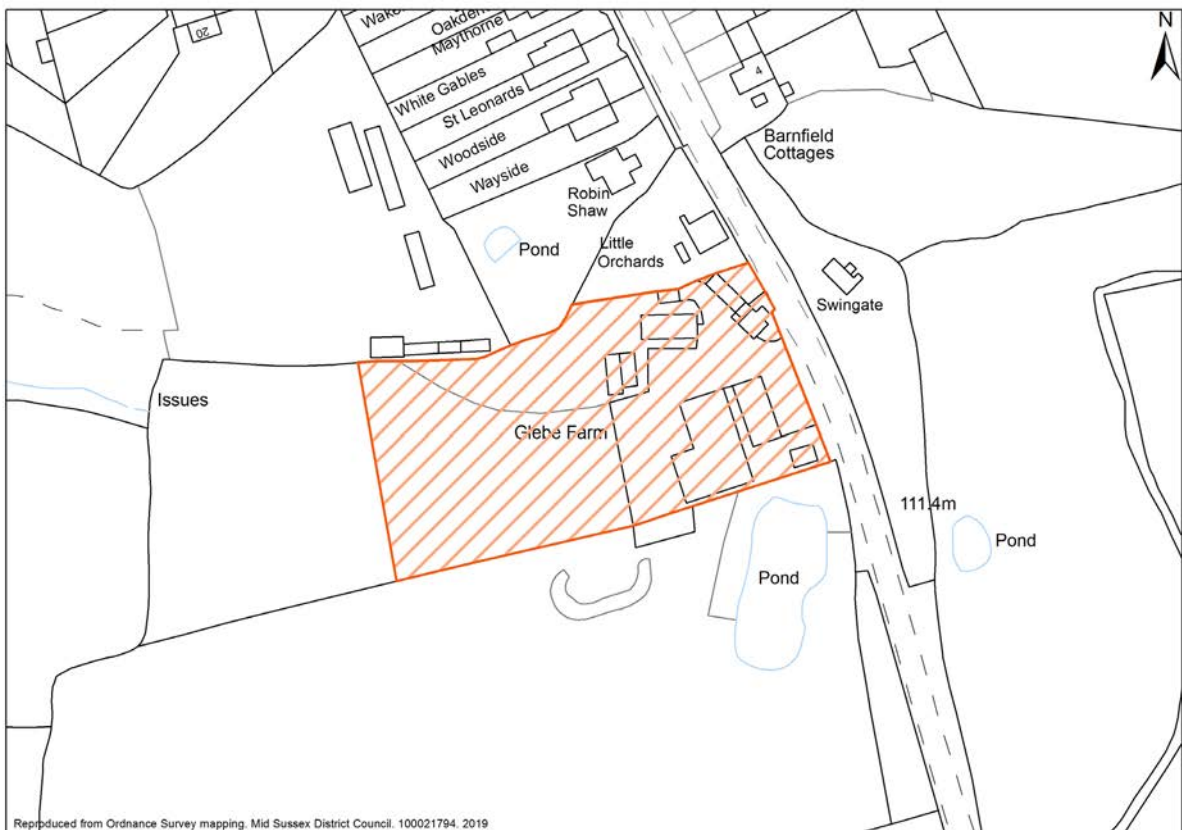 N
Wake
Oakden
Maythorne
20
White Gables
St Leonards
4
Woodside
Barnfield
Cottages
Wayside
Robin
Shaw
Pond
Little
Orchards
Swingate
Issues
Glebe Farm
111.4m
Pond
Pond
Reproduced from Ordnance Survey mapping. Mid Sussex District Council. 100021794. 2019